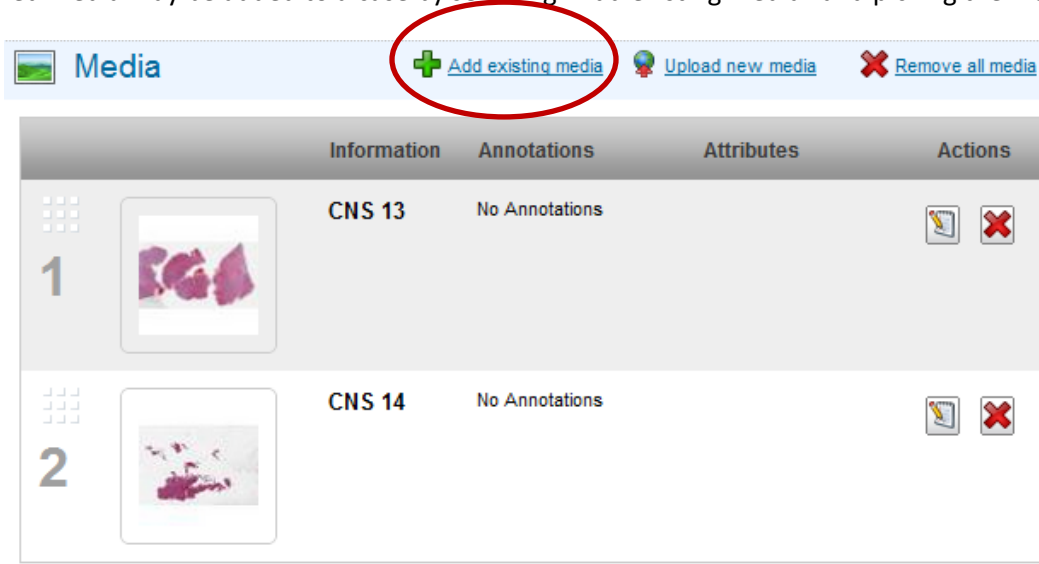 Media Add existing media Upload new media Remove all media
Information Annotations Attributes Actions
CNS 13 No Annotations
1
CNS 14 No Annotations
2